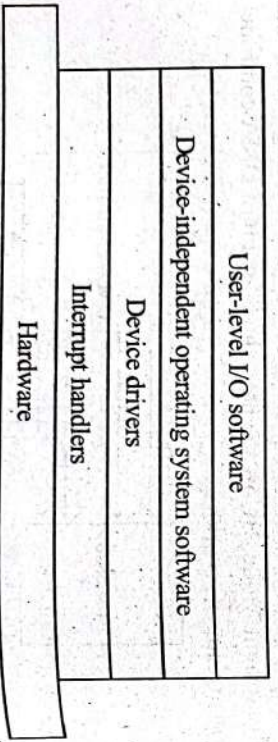 User-level I/O software
Device-independent operating system software
Device drivers
Interrupt handlers
Hardware